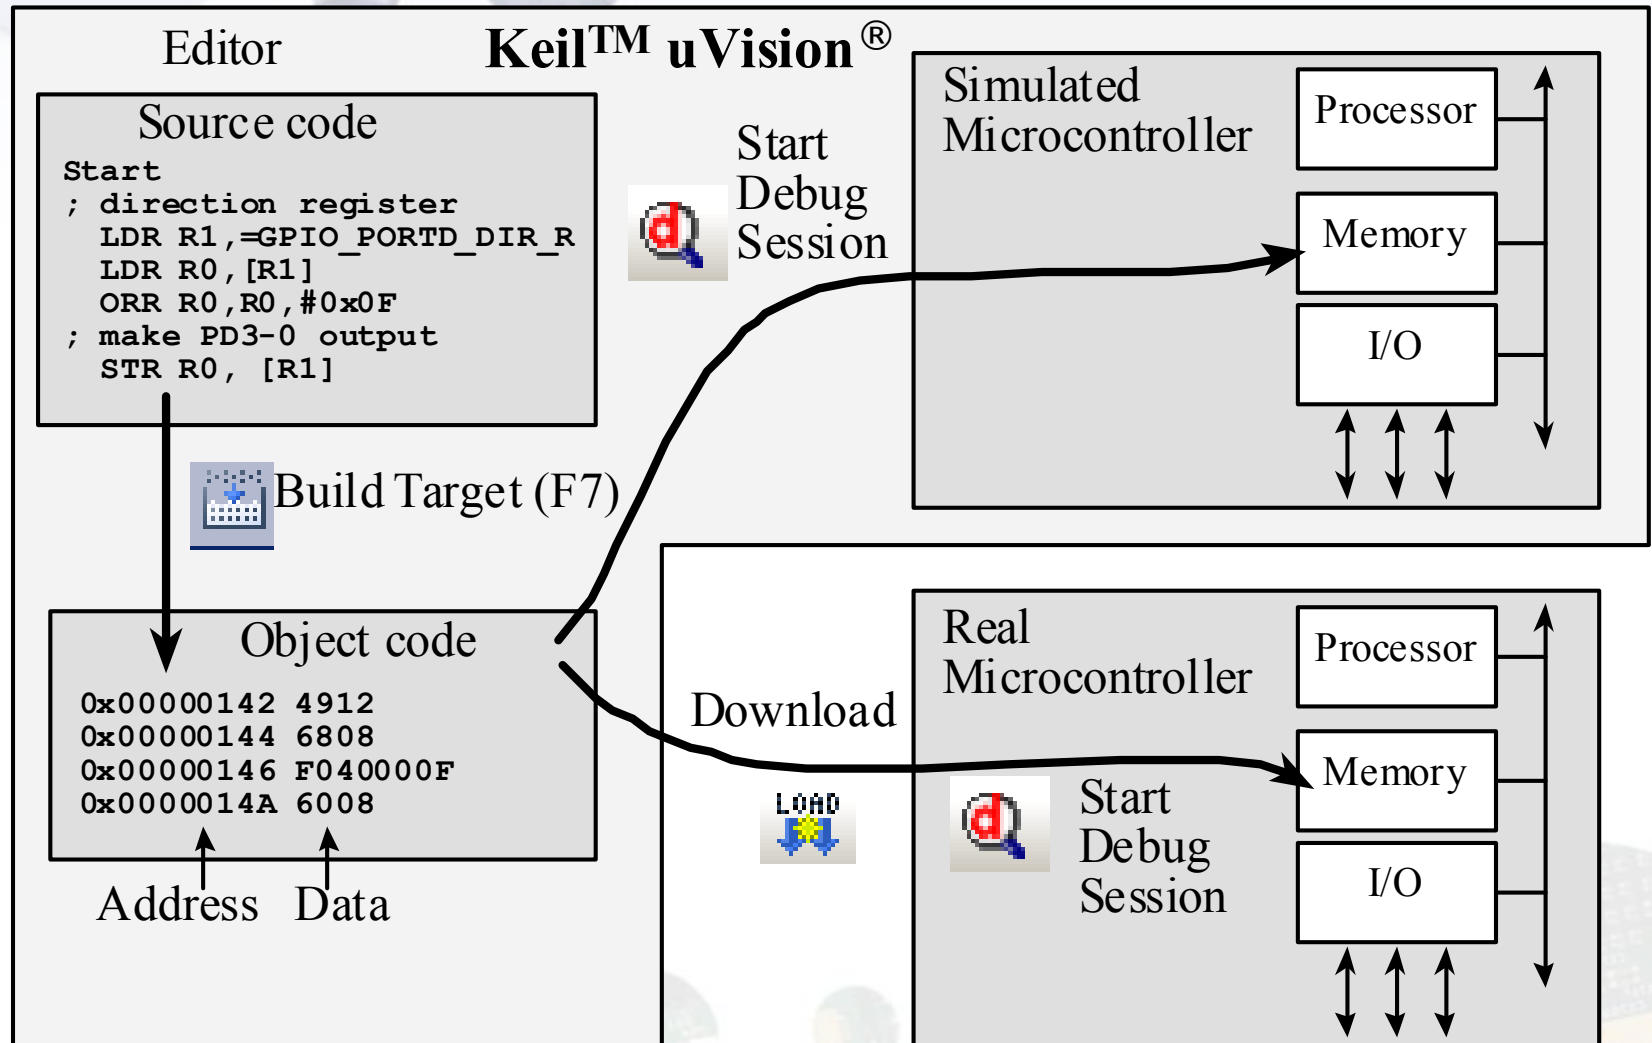 Editor
Keil™ uVision®
Source code
Start
; direction register
LDR R1,=GPIO_PORTD_DIR_R
LDR R0,[R1]
ORR R0,R0,#0x0F
; make PD3-0 output
STR R0, [R1]
Build Target (F7)
Object code
0x00000142 4912
0x00000144 6808
0x00000146 F040000F
0x0000014A 6008
Address Data
d
Start
Debug
Session
Simulated
Microcontroller
Processor
Memory
I/O
Download
LOAD
Real
Microcontroller
d
Start
Debug
Session
Processor
Memory
I/O